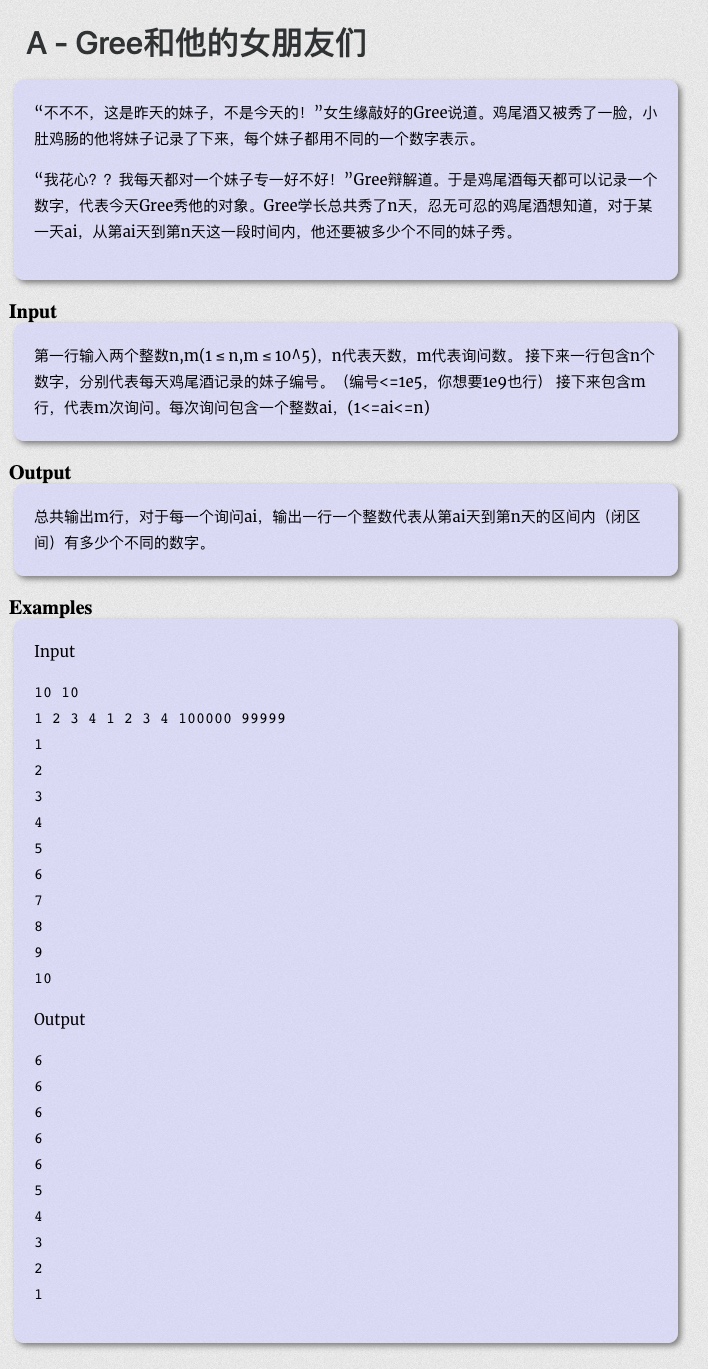 A - Gree和他的女朋友们
“不不不，这是昨天的妹子，不是今天的！”女生缘敲好的Gree说道。鸡尾酒又被秀了一脸，小
肚鸡肠的他将妹子记录了下来，每个妹子都用不同的一个数字表示。
“我花心？？我每天都对一个妹子专一好不好！”Gree辩解道。于是鸡尾酒每天都可以记录一个
数字，代表今天Gree秀他的对象。Gree学长总共秀了n天，忍无可忍的鸡尾酒想知道，对于某
一天ai，从第ai天到第n天这一段时间内，他还要被多少个不同的妹子秀。
Input
第一行输入两个整数n,m(1 ≤ n,m ≤ 10^5)，n代表天数，m代表询问数。 接下来一行包含n个
数字，分别代表每天鸡尾酒记录的妹子编号。（编号<=1e5，你想要1e9也行） 接下来包含m
行，代表m次询问。每次询问包含一个整数ai，(1<=ai<=n)
Output
总共输出m行，对于每一个询问ai，输出一行一个整数代表从第ai天到第n天的区间内（闭区
间）有多少个不同的数字。
Examples
Input
10 10
1 2 3 4 1 2 3 4 100000 99999
1
2
3
4
5
6
7
8
9
10
Output
6
6
6
6
6
5
4
3
2
1